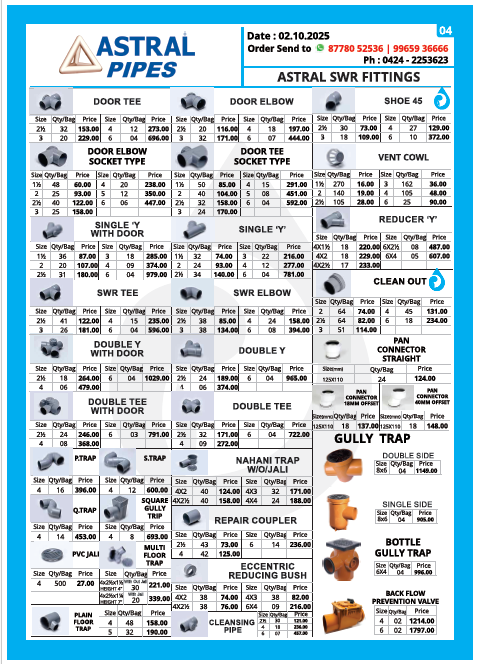 04
ASTRAL
PIPES
Date : 02.10.2025
Order Send to 87780 52536 | 99659 36666
Ph : 0424 - 2253623
ASTRAL SWR FITTINGS
DOOR TEE
Size Qty/Bag Price Size Qty/Bag Price
2½ 32 153.00 4 12 273.00
3 20 229.00 6 04 696.00
DOOR ELBOW
SOCKET TYPE
Size Qty/Bag Price Size Qty/Bag Price
1½ 48 60.00 4 20 238.00
2 25 93.00 5 12 350.00
2½ 40 122.00 6 06 447.00
3 25 158.00
SINGLE 'Y'
WITH DOOR
Size Qty/Bag Price Size Qty/Bag Price
1½ 36 87.00 3 18 285.00
2 20 107.00 4 09 374.00
2½ 31 180.00 6 04 979.00
SWR TEE
Size Qty/Bag Price Size Qty/Bag Price
2½ 41 122.00 4 15 235.00
3 26 181.00 6 04 596.00
DOUBLE Y
WITH DOOR
Size Qty/Bag Price Size Qty/Bag Price
2½ 18 264.00 6 04 1029.00
4 06 479.00
DOUBLE TEE
WITH DOOR
Size Qty/Bag Price Size Qty/Bag Price
2½ 24 246.00 6 03 791.00
4 08 368.00
P.TRAP
Size Qty/Bag Price
4 16 396.00
S.TRAP
Size Qty/Bag Price
4 12 600.00
Q.TRAP
Size Qty/Bag Price
4 14 453.00
SQUARE
GULLY
TRIP
Size Qty/Bag Price
4 8 693.00
PVC JALI
Size Qty/Bag Price
4 500 27.00
MULTI
FLOOR
TRAP
4x2½x1½ HEIGHT 4" With Out Jali 30 221.00
4x2½x1½ HEIGHT 7" With Jali 20 339.00
PLAIN
FLOOR
TRAP
Size Qty/Bag Price
4 48 158.00
5 32 190.00
DOOR ELBOW
Size Qty/Bag Price Size Qty/Bag Price
2½ 20 116.00 4 18 197.00
3 32 171.00 6 07 444.00
DOOR TEE
SOCKET TYPE
Size Qty/Bag Price Size Qty/Bag Price
1½ 50 85.00 4 15 291.00
2 40 104.00 5 08 451.00
2½ 32 158.00 6 04 592.00
3 24 170.00
SINGLE 'Y'
Size Qty/Bag Price Size Qty/Bag Price
1½ 32 74.00 3 22 216.00
2 24 93.00 4 12 277.00
2½ 34 140.00 6 04 781.00
SWR ELBOW
Size Qty/Bag Price Size Qty/Bag Price
2½ 38 85.00 4 24 158.00
3 38 134.00 6 08 394.00
DOUBLE Y
Size Qty/Bag Price Size Qty/Bag Price
2½ 24 189.00 6 04 965.00
4 06 374.00
DOUBLE TEE
Size Qty/Bag Price Size Qty/Bag Price
2½ 32 171.00 6 04 722.00
4 09 272.00
NAHANI TRAP
W/O/JALI
Size Qty/Bag Price Size Qty/Bag Price
4X2 40 124.00 4X3 32 171.00
4X2½ 40 158.00 4X4 24 188.00
REPAIR COUPLER
Size Qty/Bag Price Size Qty/Bag Price
2½ 43 73.00 6 14 236.00
4 42 125.00
ECCENTRIC
REDUCING BUSH
Size Qty/Bag Price Size Qty/Bag Price
4X2 38 74.00 4X3 38 82.00
4X2½ 38 76.00 6X4 09 216.00
CLEANSING
PIPE
Size Qty/Bag Price
2½ 30 121.00
4 18 236.00
6 07 437.00
SHOE 45
Size Qty/Bag Price Size Qty/Bag Price
2½ 30 73.00 4 27 129.00
3 18 109.00 6 10 372.00
VENT COWL
Size Qty/Bag Price Size Qty/Bag Price
1½ 270 16.00 3 162 36.00
2 140 19.00 4 105 48.00
2½ 105 28.00 6 25 90.00
REDUCER 'Y'
Size Qty/Bag Price Size Qty/Bag Price
4X1½ 18 220.00 6X2½ 08 487.00
4X2 18 229.00 6X4 05 607.00
4X2½ 17 233.00
CLEAN OUT
Size Qty/Bag Price Size Qty/Bag Price
2 64 74.00 4 45 131.00
2½ 64 82.00 6 18 234.00
3 51 114.00
PAN
CONNECTOR
STRAIGHT
Size(mm) Qty/Bag Price
125X110 24 124.00
PAN
CONNECTOR
18MM OFFSET
Size(mm) Qty/Bag Price
125X110 18 137.00
PAN
CONNECTOR
40MM OFFSET
Size(mm) Qty/Bag Price
125X110 18 148.00
GULLY TRAP
DOUBLE SIDE
Size Qty/Bag Price
8x6 04 1149.00
SINGLE SIDE
Size Qty/Bag Price
8x6 04 905.00
BOTTLE
GULLY TRAP
Size Qty/Bag Price
6X4 04 996.00
BACK FLOW
PREVENTION VALVE
Size Qty/Bag Price
4 02 1214.00
6 02 1797.00